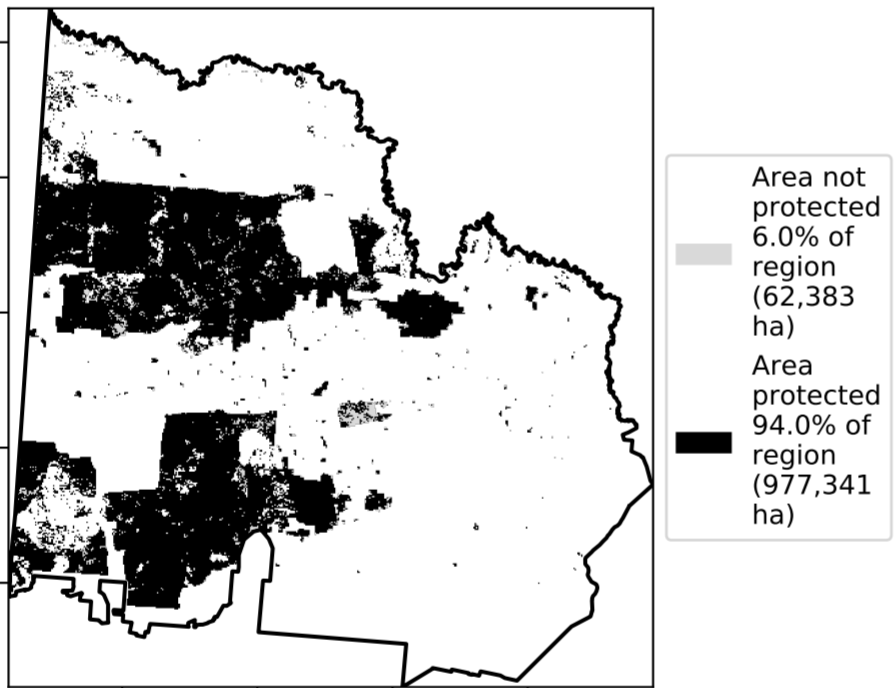 Area not
protected
6.0% of
region
(62,383
ha)
Area
protected
94.0% of
region
(977,341
ha)